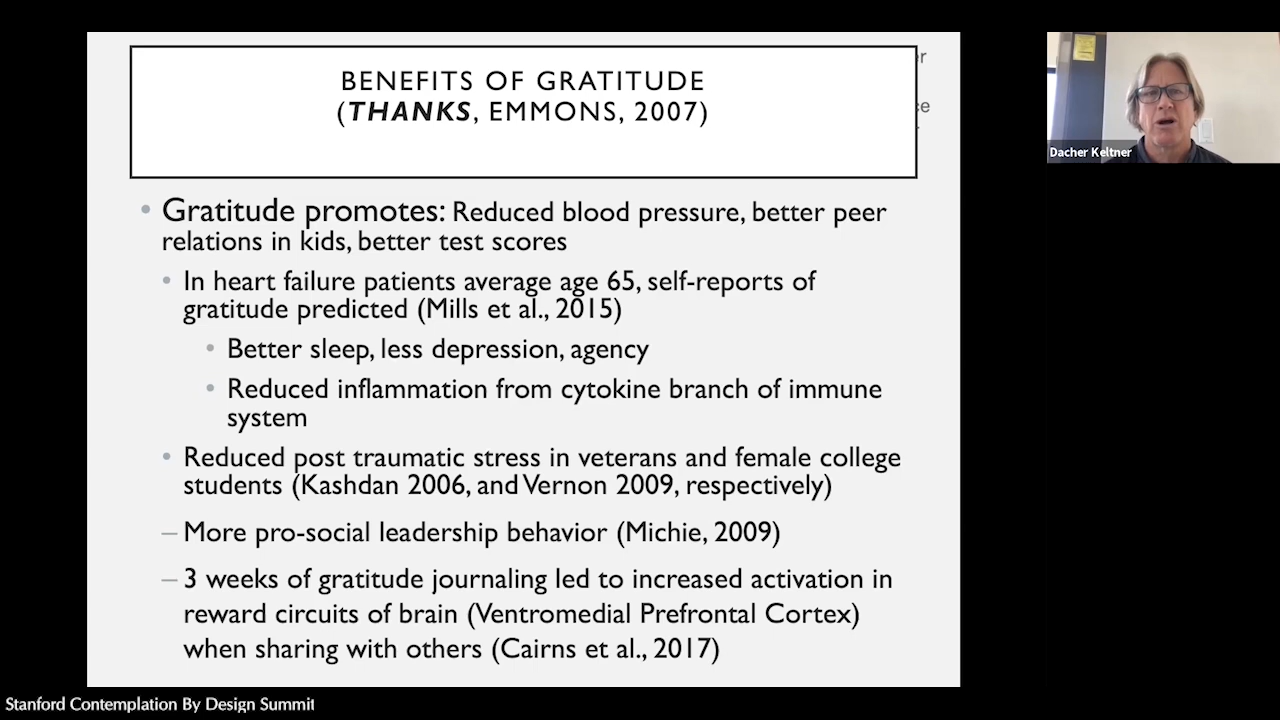 BENEFITS OF GRATITUDE
(THANKS, EMMONS, 2007)
• Gratitude promotes: Reduced blood pressure, better peer
relations in kids, better test scores
• In heart failure patients average age 65, self-reports of
gratitude predicted (Mills et al., 2015)
• Better sleep, less depression, agency
• Reduced inflammation from cytokine branch of immune
system
• Reduced post traumatic stress in veterans and female college
students (Kashdan 2006, and Vernon 2009, respectively)
– More pro-social leadership behavior (Michie, 2009)
– 3 weeks of gratitude journaling led to increased activation in
reward circuits of brain (Ventromedial Prefrontal Cortex)
when sharing with others (Cairns et al., 2017)
Dacher Keltner
Stanford Contemplation By Design Summit